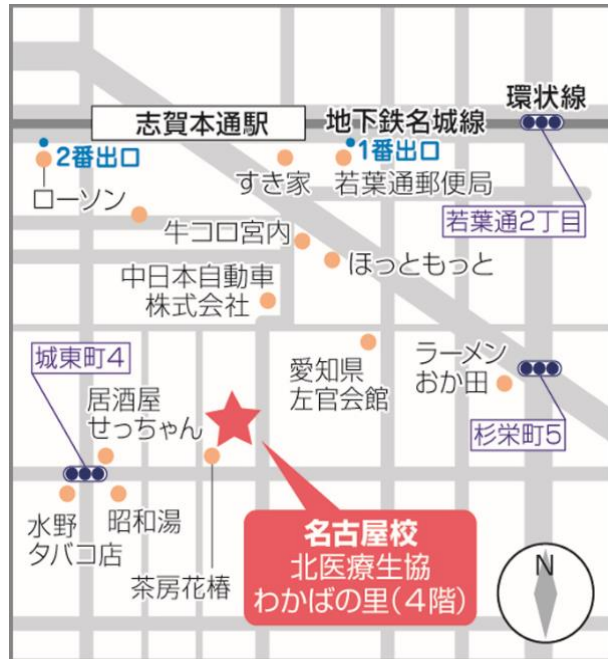 環状線
志賀本通駅
地下鉄名城線
2番出口
1番出口
すき家
若葉通郵便局
ローソン
若葉通2丁目
牛コロ宮内
ほっともっと
中日本自動車
株式会社
城東町4
愛知県
左官会館
ラーメン
おか田
居酒屋
せっちゃん
杉栄町5
水野
タバコ店
昭和湯
茶房花椿
名古屋校
北医療生協
わかばの里(4階)
N